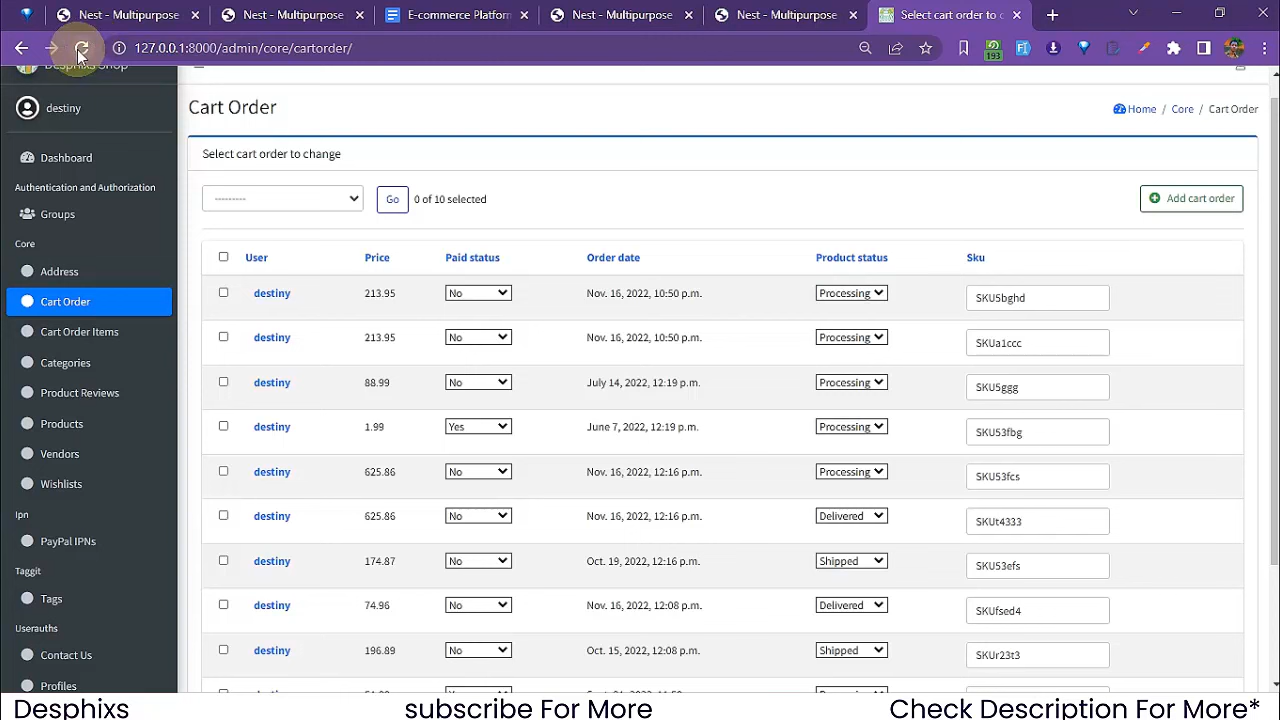 Nest - Multipurpose
Nest - Multipurpose
E-commerce Platform
Nest - Multipurpose
Nest - Multipurpose
Select cart order to c
127.0.0.1:8000/admin/core/cartorder/
193
Desphixs Shop
destiny
Dashboard
Authentication and Authorization
Groups
Core
Address
Cart Order
Cart Order Items
Categories
Product Reviews
Products
Vendors
Wishlists
Ipn
PayPal IPNs
Taggit
Tags
Userauths
Contact Us
Profiles
Cart Order
Home / Core / Cart Order
Select cart order to change
---------
Go
0 of 10 selected
Add cart order
User Price Paid status Order date Product status Sku
destiny 213.95 No Nov. 16, 2022, 10:50 p.m. Processing SKU5bghd
destiny 213.95 No Nov. 16, 2022, 10:50 p.m. Processing SKUa1ccc
destiny 88.99 No July 14, 2022, 12:19 p.m. Processing SKU5ggg
destiny 1.99 Yes June 7, 2022, 12:19 p.m. Processing SKU53fbg
destiny 625.86 No Nov. 16, 2022, 12:16 p.m. Processing SKU53fcs
destiny 625.86 No Nov. 16, 2022, 12:16 p.m. Delivered SKUt4333
destiny 174.87 No Oct. 19, 2022, 12:16 p.m. Shipped SKU53efs
destiny 74.96 No Nov. 16, 2022, 12:08 p.m. Delivered SKUfsed4
destiny 196.89 No Oct. 15, 2022, 12:08 p.m. Shipped SKUr23t3
Desphixs
subscribe For More
Check Description For More*